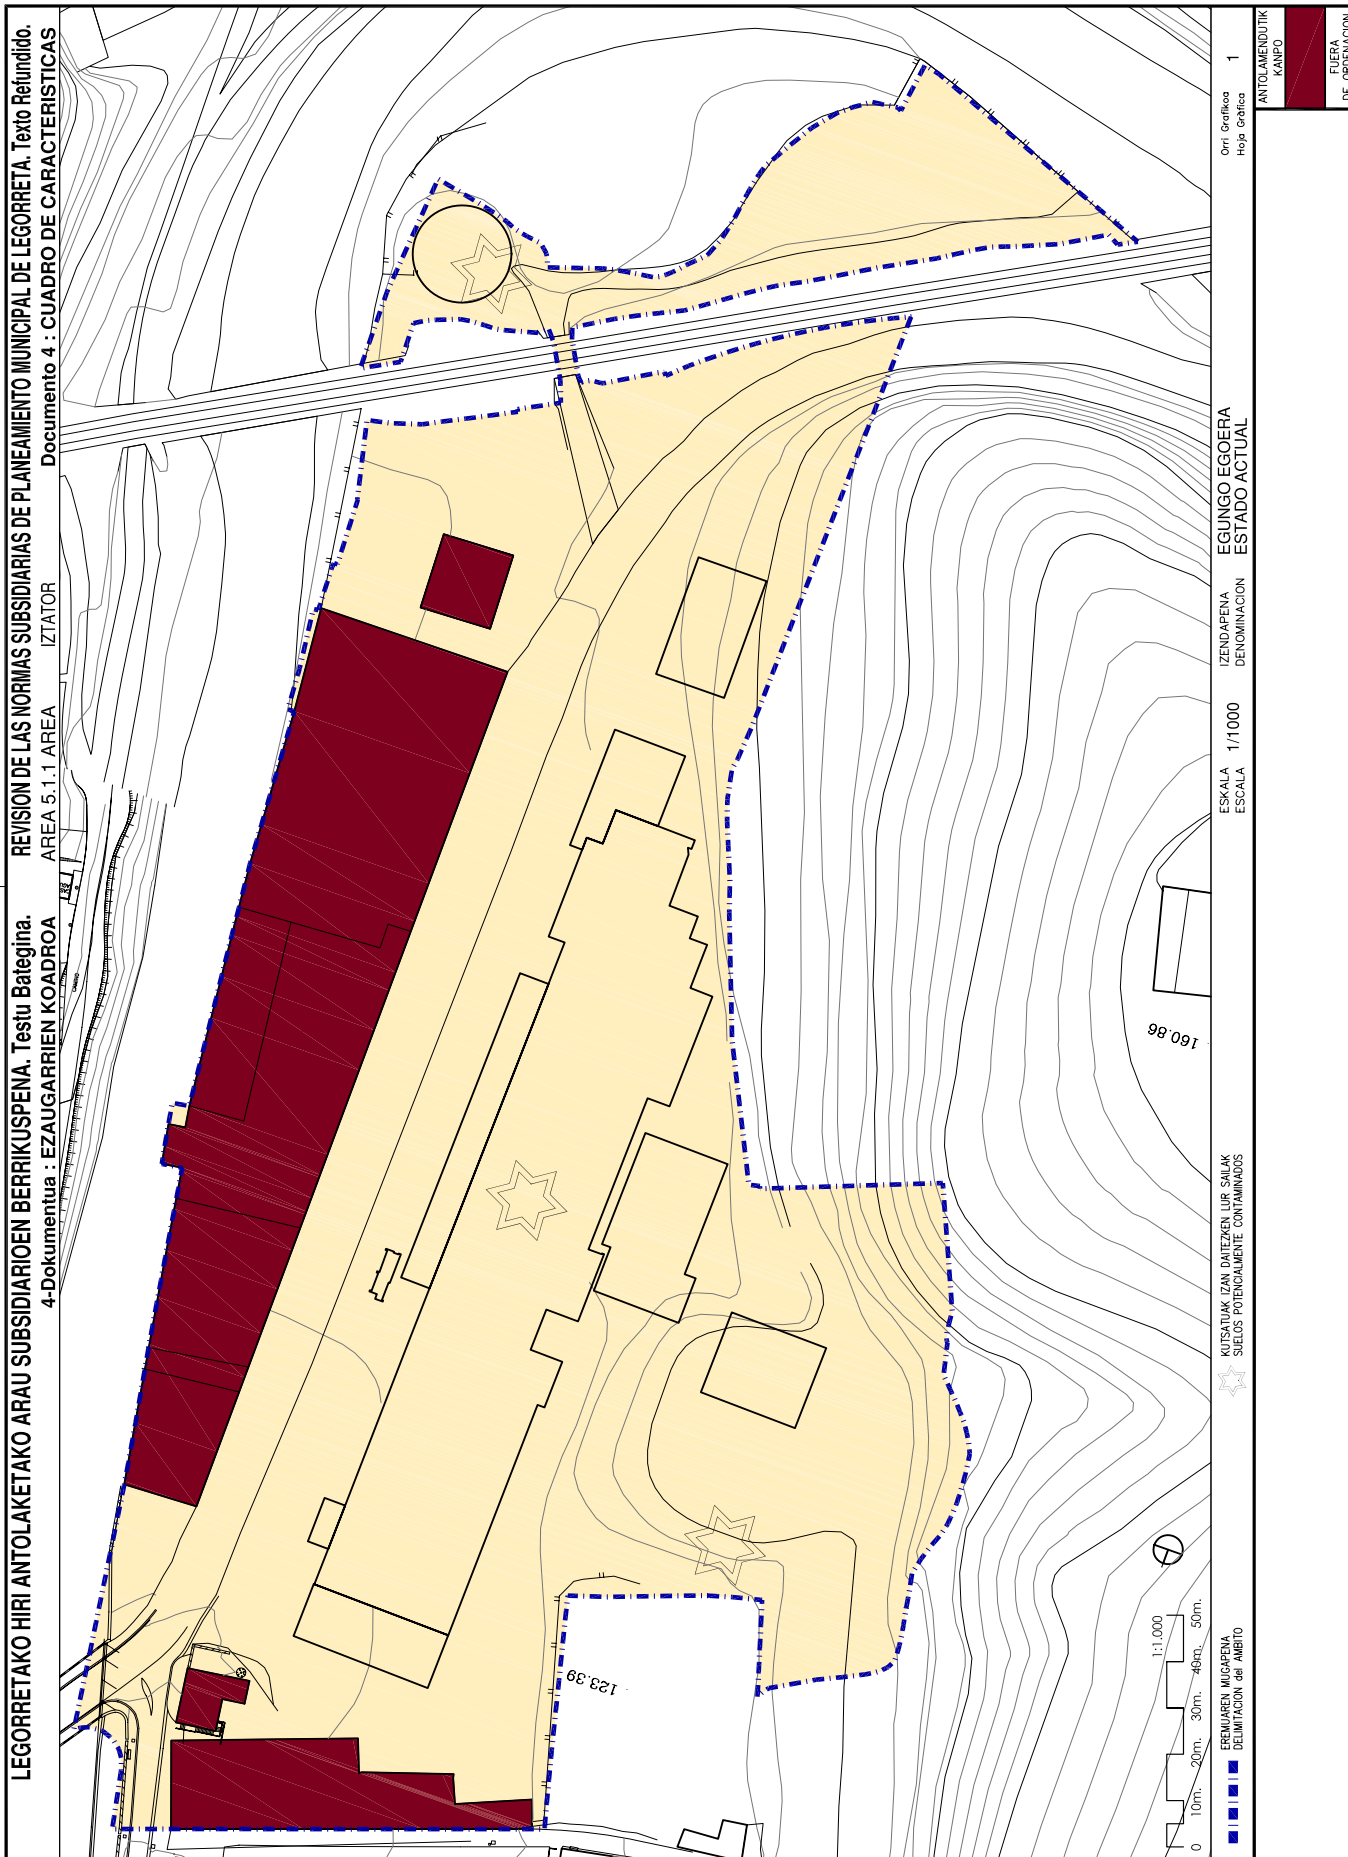 LEGORRETAKO HIRI ANTOLAKETAKO ARAU SUBSIDIARIOEN BERRIKUSPENA. Testu Bategina.
4-Dokumentua : EZAUGARRIEN KOADROA
REVISION DE LAS NORMAS SUBSIDIARIAS DE PLANEAMIENTO MUNICIPAL DE LEGORRETA. Texto Refundido.
AREA 5.1.1 AREA IZTATOR
Documento 4 : CUADRO DE CARACTERISTICAS
123.39
160.86
1:1.000
0 10m. 20m. 30m. 40m. 50m.
EREMUAREN MUGAPENA
DELIMITACION del AMBITO
KUTSATUAK IZAN DAITEZKEN LUR SAILAK
SUELOS POTENCIALMENTE CONTAMINADOS
ESKALA
ESCALA
1/1000
IZENDAPENA
DENOMINACION
EGUNGO EGOERA
ESTADO ACTUAL
Orri Grafikoa
Hoja Gráfica
1
ANTOLAMENDUTIK
KANPO
FUERA
DE ORDENACION